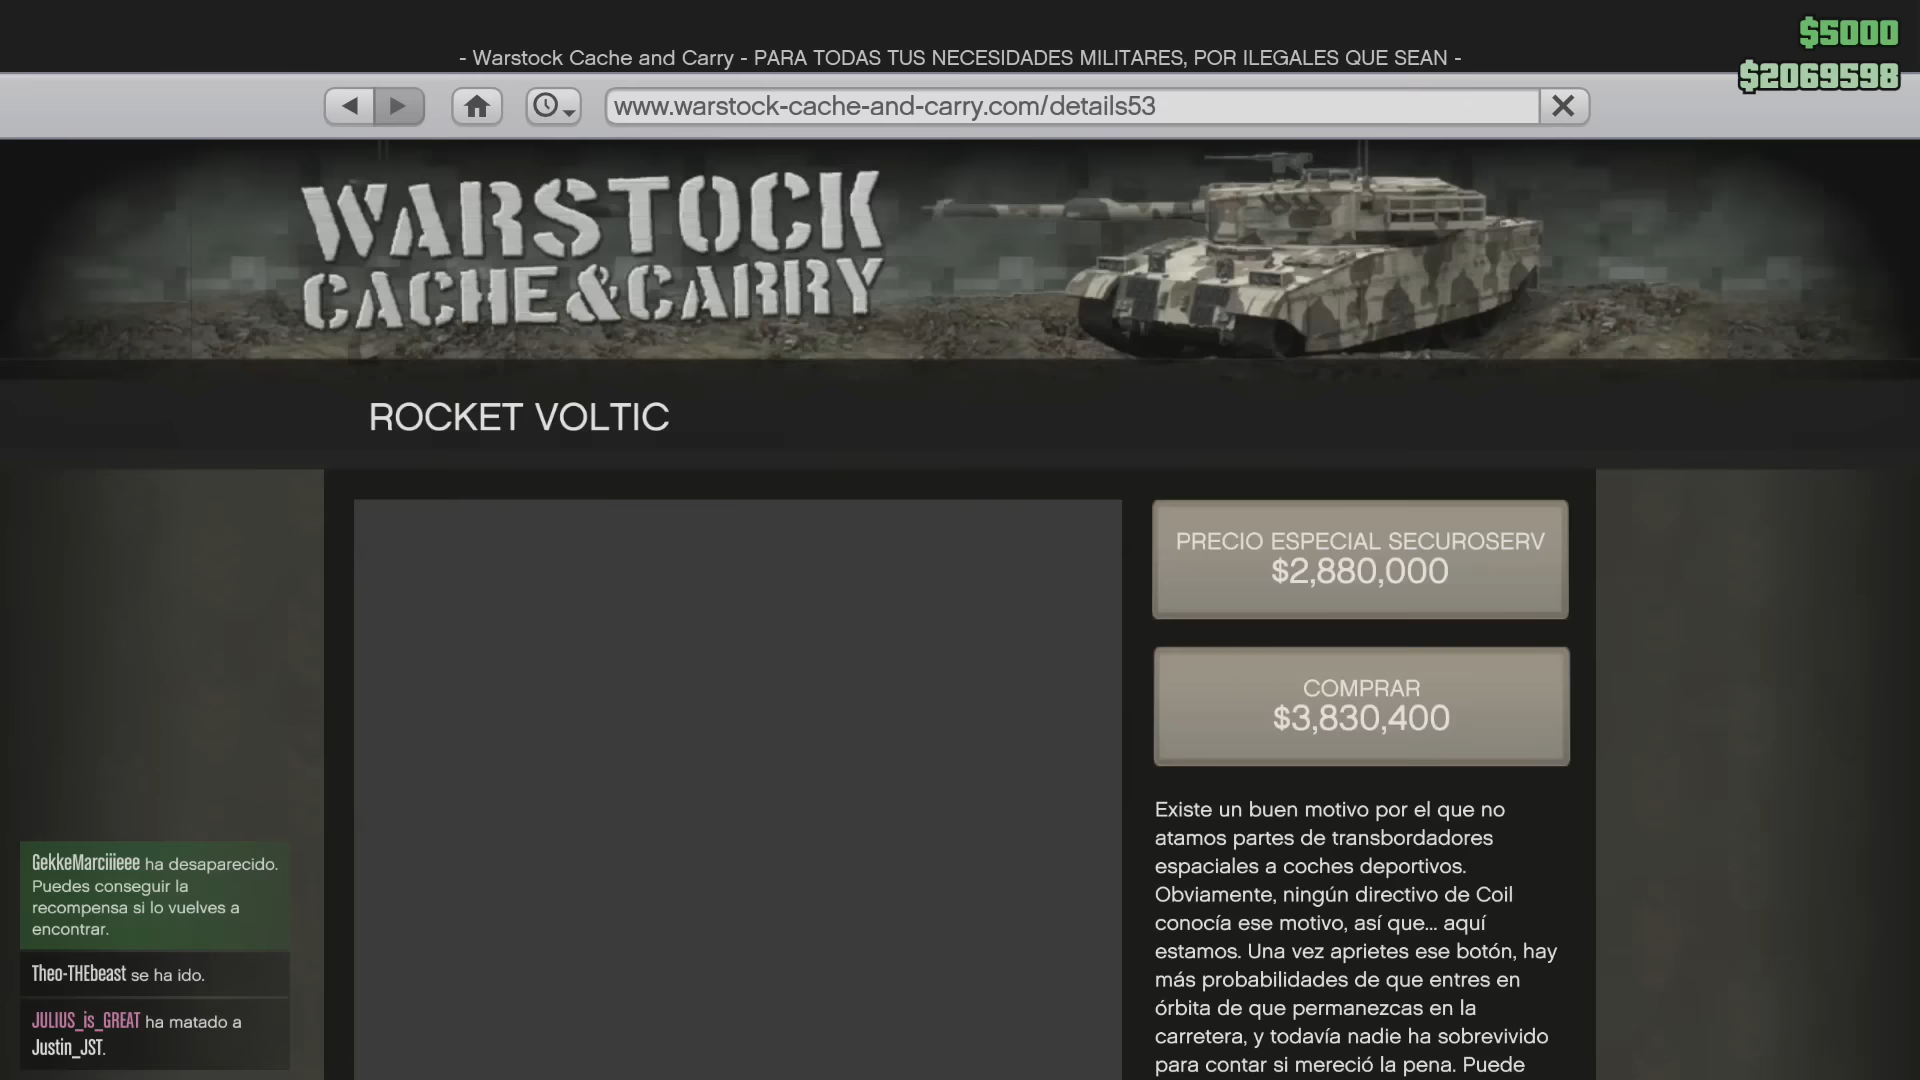 $5000
- Warstock Cache and Carry - PARA TODAS TUS NECESIDADES MILITARES, POR ILEGALES QUE SEAN -
$2069598
www.warstock-cache-and-carry.com/details53
WARSTOCK
CACHE & CARRY
ROCKET VOLTIC
PRECIO ESPECIAL SECUROSERV
$2,880,000
COMPRAR
$3,830,400
Existe un buen motivo por el que no
atamos partes de transbordadores
espaciales a coches deportivos.
Obviamente, ningún directivo de Coil
conocía ese motivo, así que... aquí
estamos. Una vez aprietes ese botón, hay
más probabilidades de que entres en
órbita de que permanezcas en la
carretera, y todavía nadie ha sobrevivido
para contar si mereció la pena. Puede
GekkeMarciiieee ha desaparecido.
Puedes conseguir la
recompensa si lo vuelves a
encontrar.
Theo-THEbeast se ha ido.
JULIUS_is_GREAT ha matado a
Justin_JST.